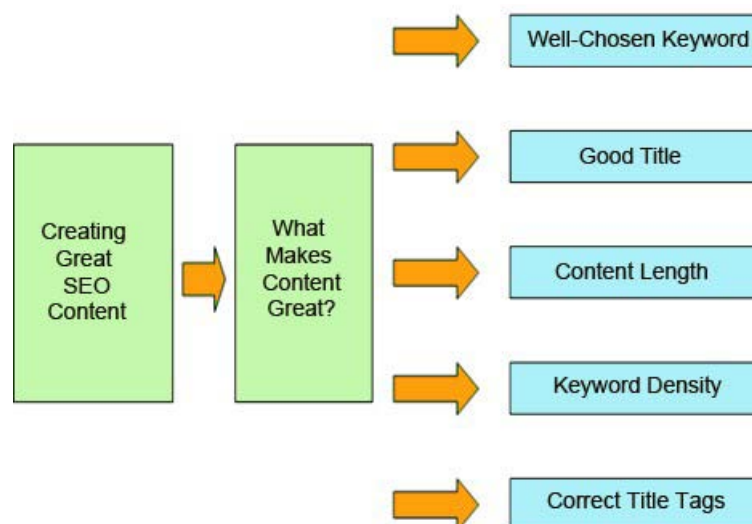 Creating
Great
SEO
Content
What
Makes
Content
Great?
Well-Chosen Keyword
Good Title
Content Length
Keyword Density
Correct Title Tags